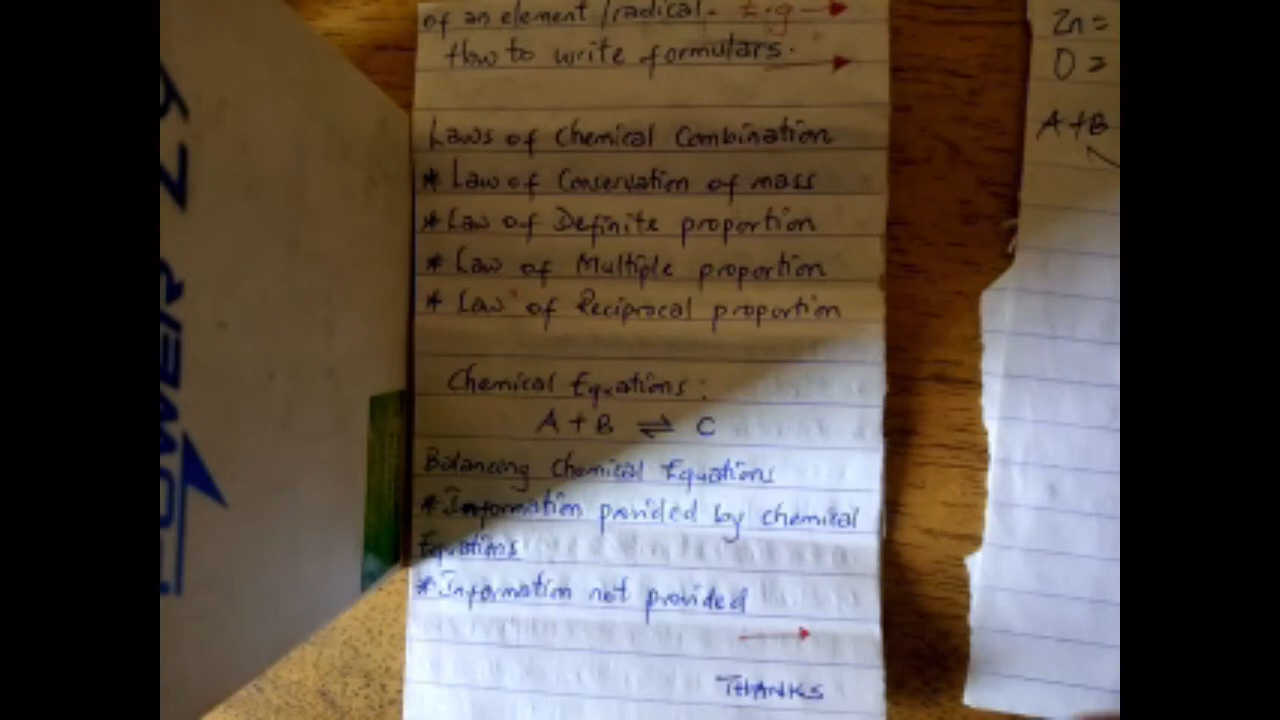 of an element /radical. E.g →
How to write formulars. →
Laws of Chemical Combination
* Law of Conservation of mass
* Law of Definite proportion
* Law of Multiple proportion
* Law of Reciprocal proportion
Chemical Equations:
A + B ⇌ C
Balancing Chemical Equations
* Information provided by chemical
Equations
* Information not provided
→
THANKS
Zn =
O =
A + B